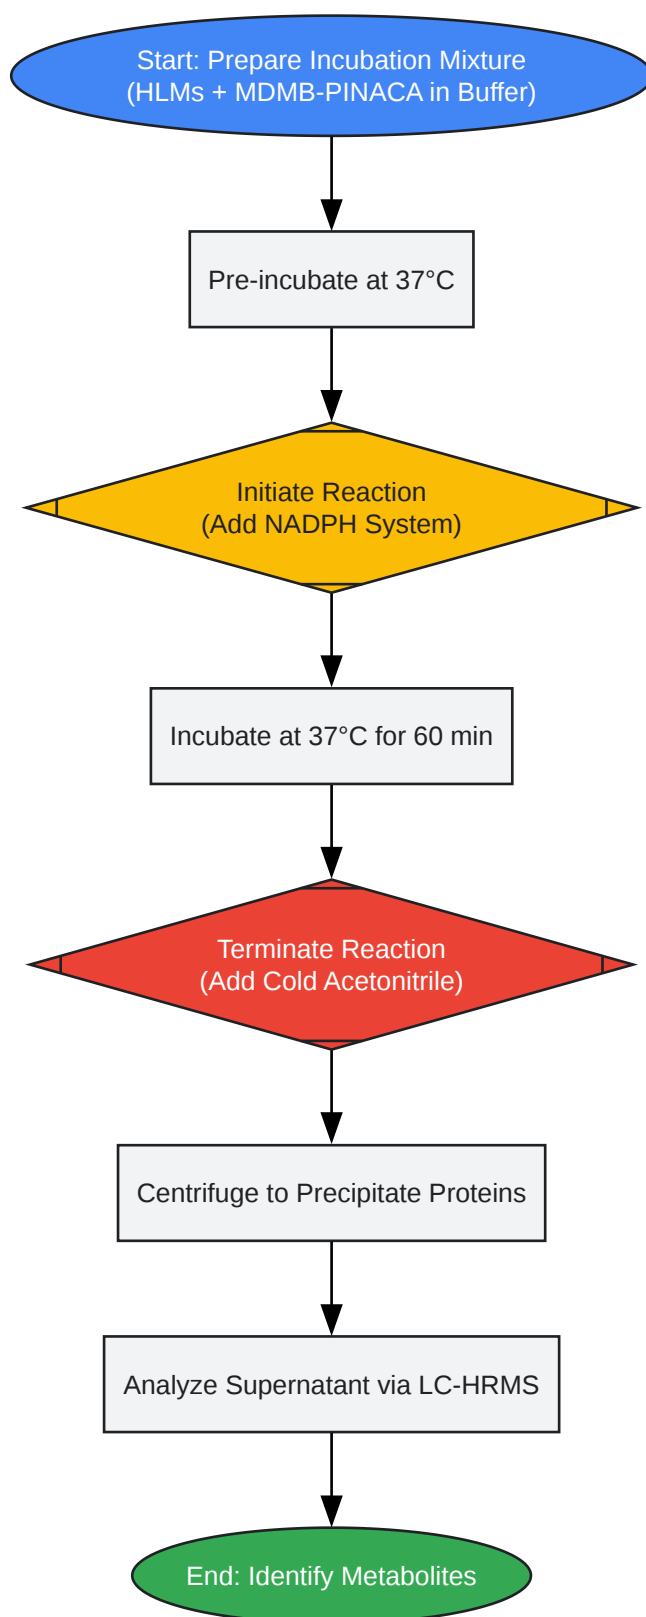 Start: Prepare Incubation Mixture
(HLMs + MDMB-PINACA in Buffer)
Pre-incubate at 37°C
Initiate Reaction
(Add NADPH System)
Incubate at 37°C for 60 min
Terminate Reaction
(Add Cold Acetonitrile)
Centrifuge to Precipitate Proteins
Analyze Supernatant via LC-HRMS
End: Identify Metabolites